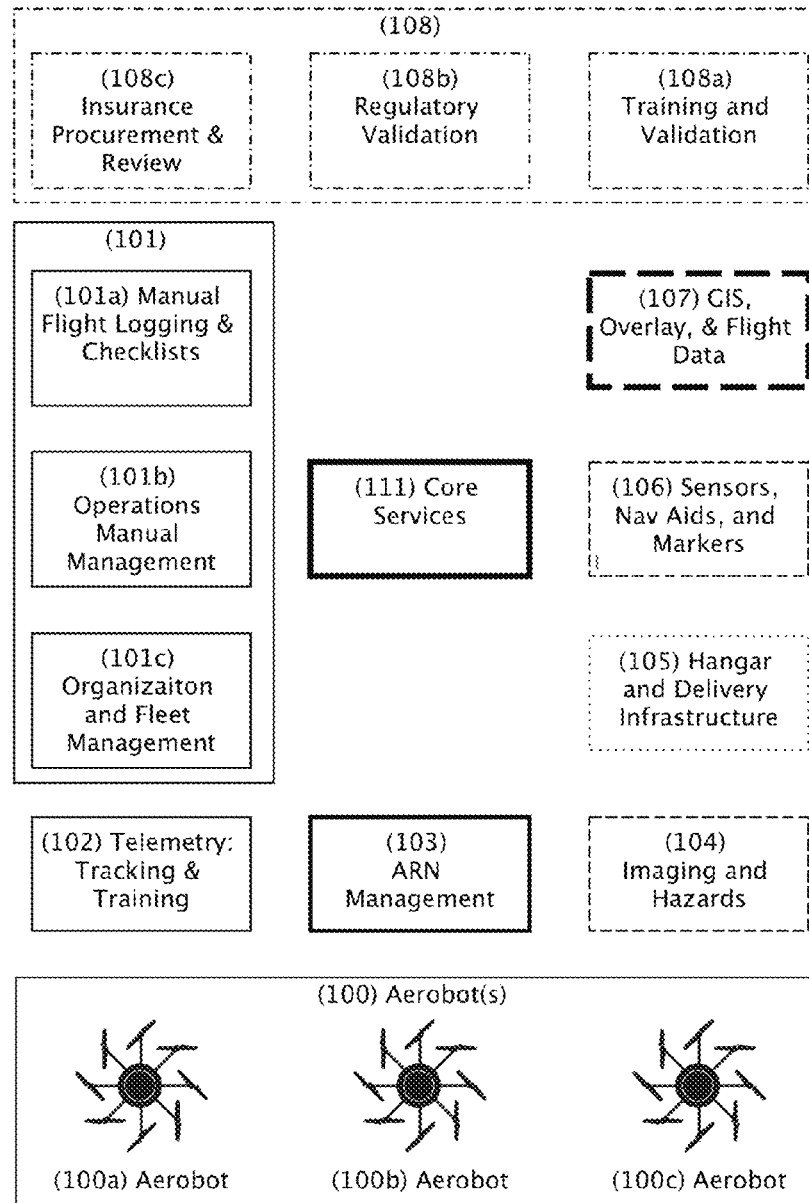 (108)
(108c)
Insurance
Procurement &
Review
(108b)
Regulatory
Validation
(108a)
Training and
Validation
(101)
(101a) Manual
Flight Logging &
Checklists
(101b)
Operations
Manual
Management
(101c)
Organizaiton
and Fleet
Management
(107) GIS,
Overlay, & Flight
Data
(111) Core
Services
(106) Sensors,
Nav Aids, and
Markers
(105) Hangar
and Delivery
Infrastructure
(102) Telemetry:
Tracking &
Training
(103)
ARN
Management
(104)
Imaging and
Hazards
(100) Aerobot(s)
(100a) Aerobot
(100b) Aerobot
(100c) Aerobot